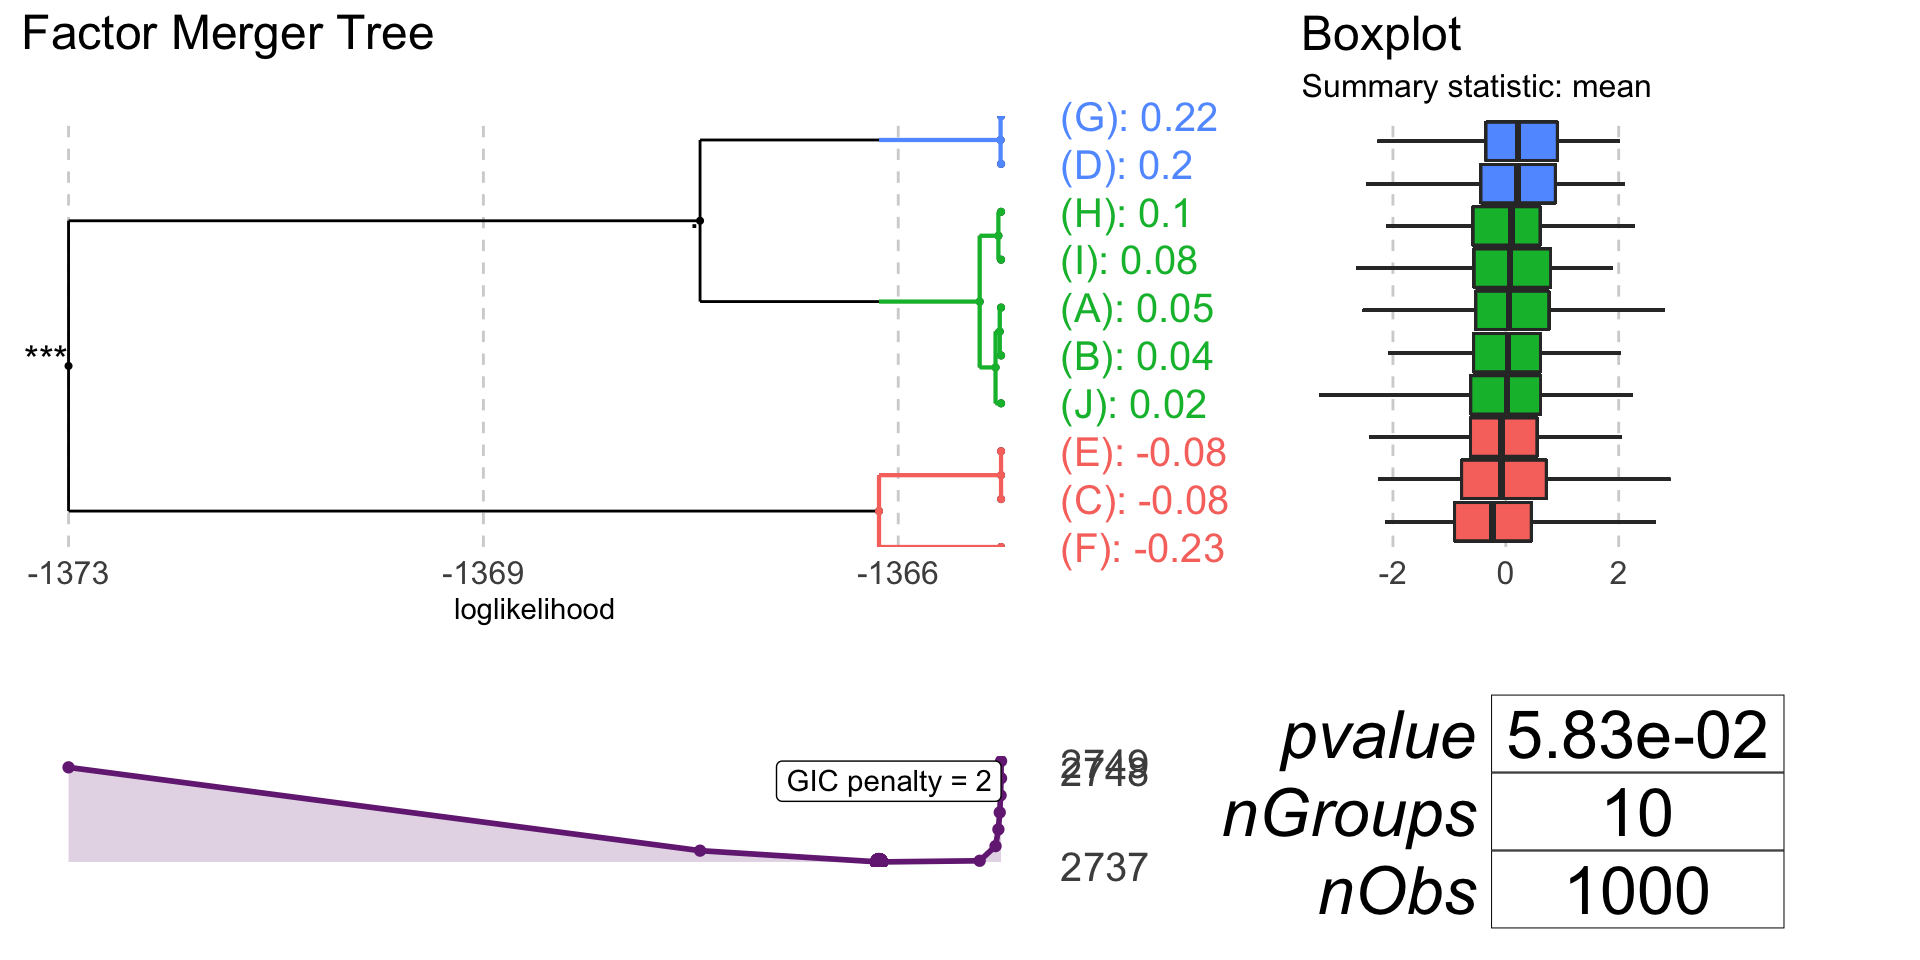 Factor Merger Tree
(G): 0.22
(D): 0.2
(H): 0.1
(I): 0.08
(A): 0.05
(B): 0.04
(J): 0.02
(E): -0.08
(C): -0.08
(F): -0.23
***
.
-1373 -1369 -1366
loglikelihood
Boxplot
Summary statistic: mean
-2 0 2
GIC penalty = 2
2749
2748
2737
pvalue 5.83e-02
nGroups 10
nObs 1000